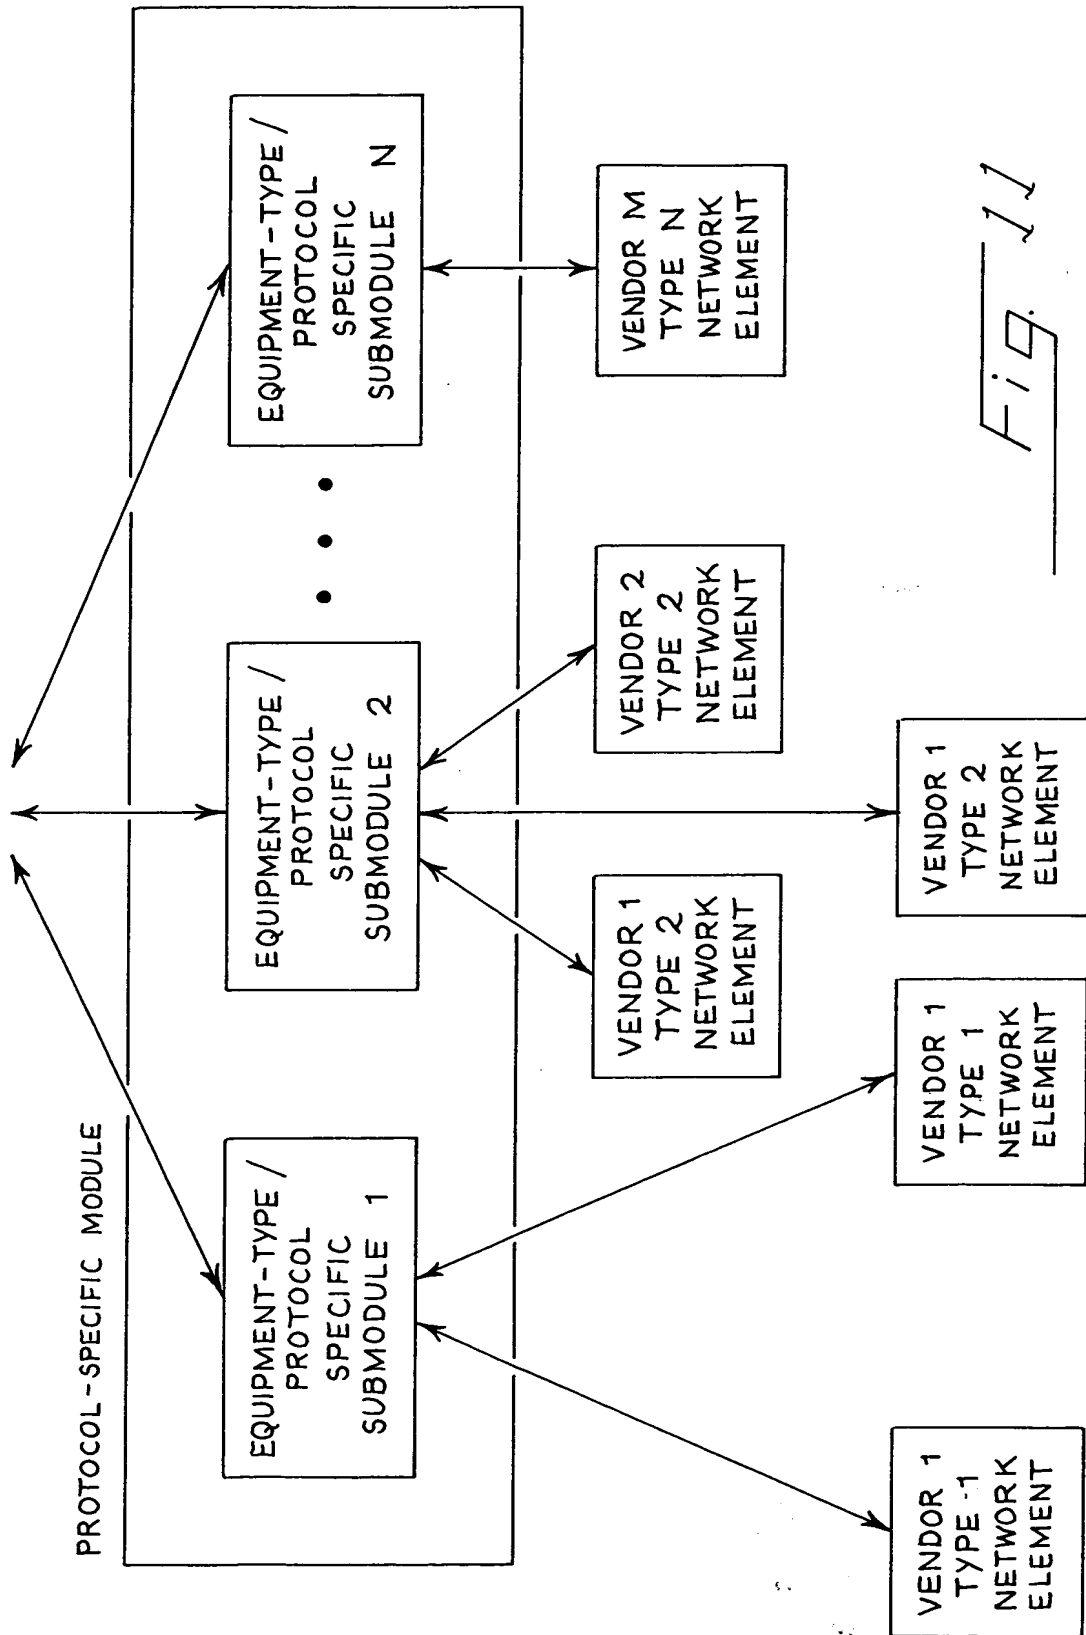 PROTOCOL-SPECIFIC MODULE
EQUIPMENT-TYPE/
PROTOCOL
SPECIFIC
SUBMODULE 1
EQUIPMENT-TYPE/
PROTOCOL
SPECIFIC
SUBMODULE 2
EQUIPMENT-TYPE/
PROTOCOL
SPECIFIC
SUBMODULE N
VENDOR 1
TYPE 2
NETWORK
ELEMENT
VENDOR 2
TYPE 2
NETWORK
ELEMENT
VENDOR M
TYPE N
NETWORK
ELEMENT
VENDOR 1
TYPE 1
NETWORK
ELEMENT
VENDOR 1
TYPE 1
NETWORK
ELEMENT
VENDOR 1
TYPE 2
NETWORK
ELEMENT
Fig. 11